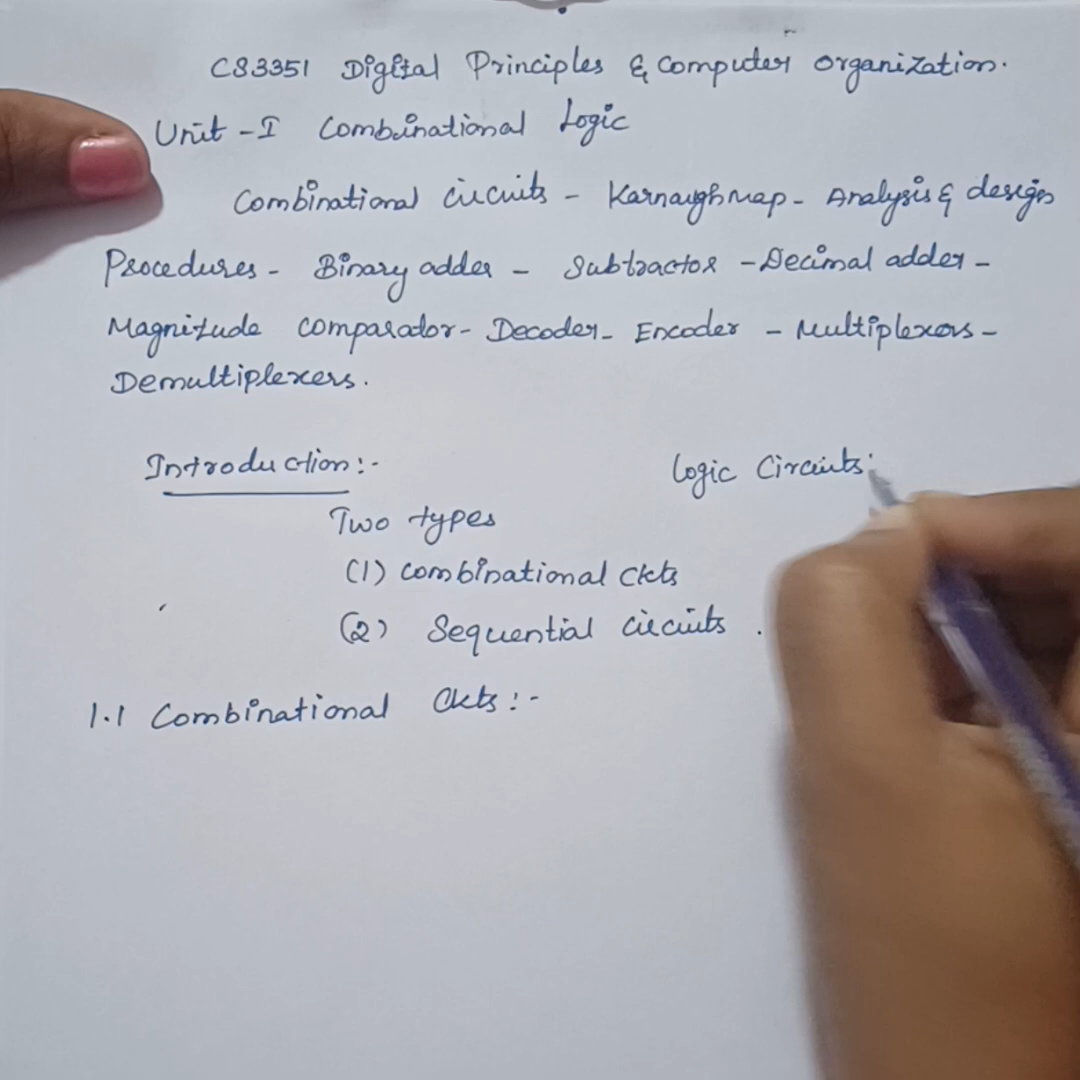 CS3351 Digital Principles & Computer Organization.
Unit - I Combinational Logic
Combinational Circuits - Karnaugh map - Analysis & design
Procedures - Binary adder - Subtractor - Decimal adder -
Magnitude comparator - Decoder - Encoder - Multiplexers -
Demultiplexers.
Introduction:-
Logic Circuits:
Two types
(1) Combinational Ckts
(2) Sequential circuits .
1.1 Combinational Ckts:-